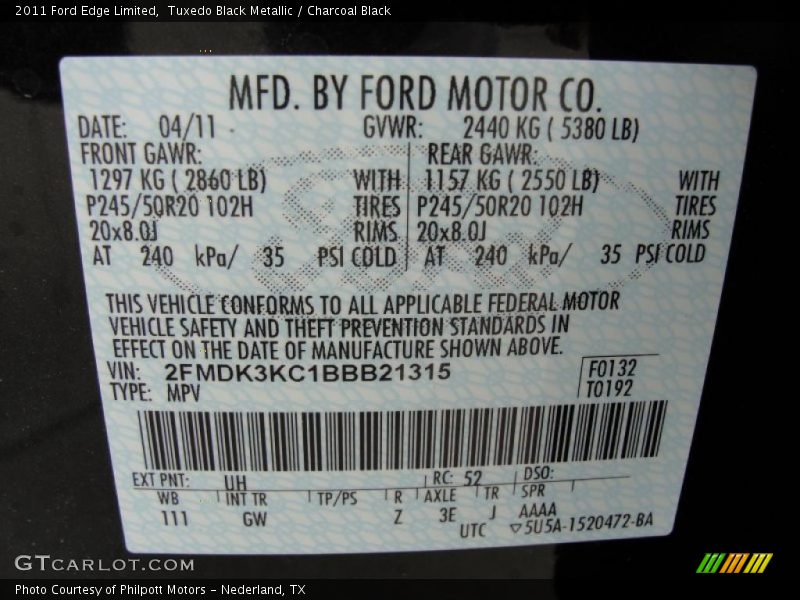 2011 Ford Edge Limited,  Tuxedo Black Metallic / Charcoal Black
MFD. BY FORD MOTOR CO.
DATE: 04/11 GVWR: 2440 KG ( 5380 LB)
FRONT GAWR: REAR GAWR:
1297 KG ( 2860 LB) WITH 1157 KG ( 2550 LB) WITH
P245/50R20 102H TIRES P245/50R20 102H TIRES
20x8.0J RIMS 20x8.0J RIMS
AT 240 kPa/ 35 PSI COLD AT 240 kPa/ 35 PSI COLD
THIS VEHICLE CONFORMS TO ALL APPLICABLE FEDERAL MOTOR
VEHICLE SAFETY AND THEFT PREVENTION STANDARDS IN
EFFECT ON THE DATE OF MANUFACTURE SHOWN ABOVE.
VIN: 2FMDK3KC1BBB21315 F0132
TYPE: MPV T0192
EXT PNT: UH RC: 52 DSO:
WB INT TR TP/PS R AXLE TR SPR
111 GW Z 3E J AAAA
UTC ▽5U5A-1520472-BA
GTCARLOT.COM
Photo Courtesy of Philpott Motors - Nederland, TX